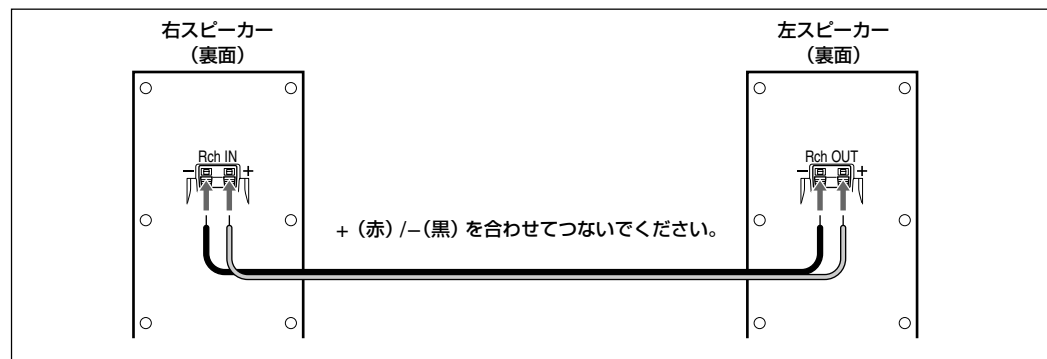 右スピーカー
（裏面）
左スピーカー
（裏面）
Rch IN
− +
Rch OUT
− +
+（赤）/−（黒）を合わせてつないでください。